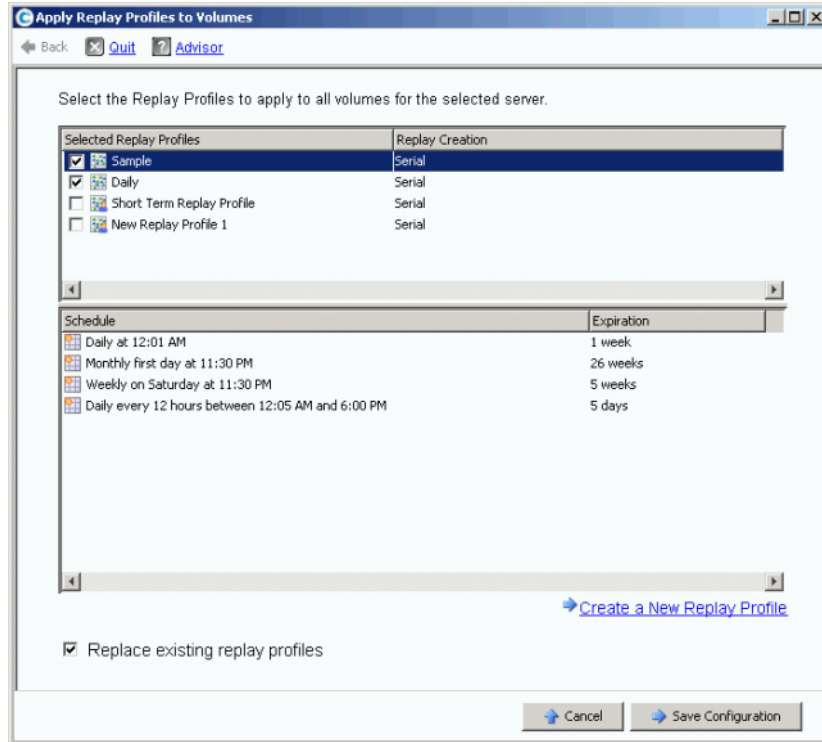 Apply Replay Profiles to Volumes
Back Quit Advisor
Select the Replay Profiles to apply to all volumes for the selected server.
Selected Replay Profiles Replay Creation
Sample Serial
Daily Serial
Short Term Replay Profile Serial
New Replay Profile 1 Serial
Schedule Expiration
Daily at 12:01 AM 1 week
Monthly first day at 11:30 PM 26 weeks
Weekly on Saturday at 11:30 PM 5 weeks
Daily every 12 hours between 12:05 AM and 6:00 PM 5 days
Create a New Replay Profile
Replace existing replay profiles
Cancel Save Configuration